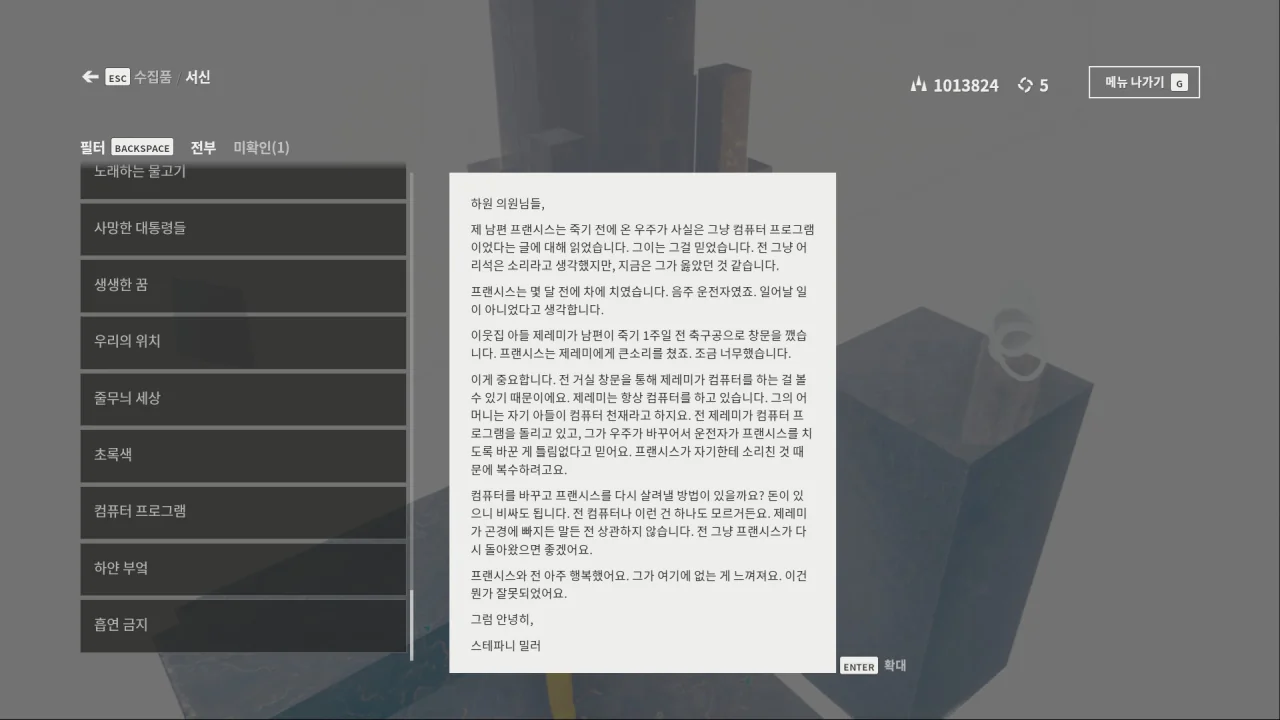 ESC 수집품 / 서신
1013824 5 메뉴 나가기 G
필터 BACKSPACE 전부 미확인(1)
노래하는 물고기
사망한 대통령들
생생한 꿈
우리의 위치
줄무늬 세상
초록색
컴퓨터 프로그램
하얀 부엌
흡연 금지
하원 의원님들,
제 남편 프랜시스는 죽기 전에 온 우주가 사실은 그냥 컴퓨터 프로그램
이었다는 글에 대해 읽었습니다. 그이는 그걸 믿었습니다. 전 그냥 어
리석은 소리라고 생각했지만, 지금은 그가 옳았던 것 같습니다.
프랜시스는 몇 달 전에 차에 치였습니다. 음주 운전자였죠. 일어날 일
이 아니었다고 생각합니다.
이웃집 아들 제레미가 남편이 죽기 1주일 전 축구공으로 창문을 깼습
니다. 프랜시스는 제레미에게 큰소리를 쳤죠. 조금 너무했습니다.
이게 중요합니다. 전 거실 창문을 통해 제레미가 컴퓨터를 하는 걸 볼
수 있기 때문이에요. 제레미는 항상 컴퓨터를 하고 있습니다. 그의 어
머니는 자기 아들이 컴퓨터 천재라고 하지요. 전 제레미가 컴퓨터 프
로그램을 돌리고 있고, 그가 우주가 바꾸어서 운전자가 프랜시스를 치
도록 바꾼 게 틀림없다고 믿어요. 프랜시스가 자기한테 소리친 것 때
문에 복수하려고요.
컴퓨터를 바꾸고 프랜시스를 다시 살려낼 방법이 있을까요? 돈이 있
으니 비싸도 됩니다. 전 컴퓨터나 이런 건 하나도 모르거든요. 제레미
가 곤경에 빠지든 말든 전 상관하지 않습니다. 전 그냥 프랜시스가 다
시 돌아왔으면 좋겠어요.
프랜시스와 전 아주 행복했어요. 그가 여기에 없는 게 느껴져요. 이건
뭔가 잘못되었어요.
그럼 안녕히,
스테파니 밀러
ENTER 확대